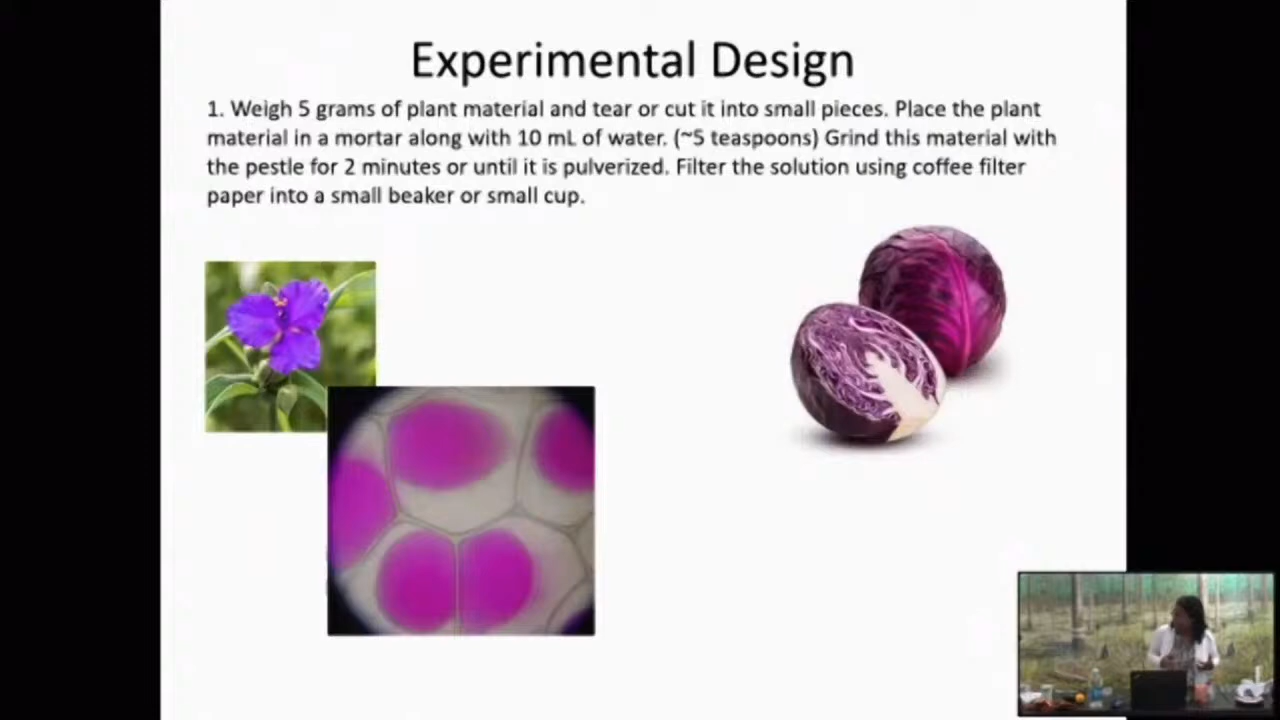 Experimental Design
1. Weigh 5 grams of plant material and tear or cut it into small pieces. Place the plant
material in a mortar along with 10 mL of water. (~5 teaspoons) Grind this material with
the pestle for 2 minutes or until it is pulverized. Filter the solution using coffee filter
paper into a small beaker or small cup.